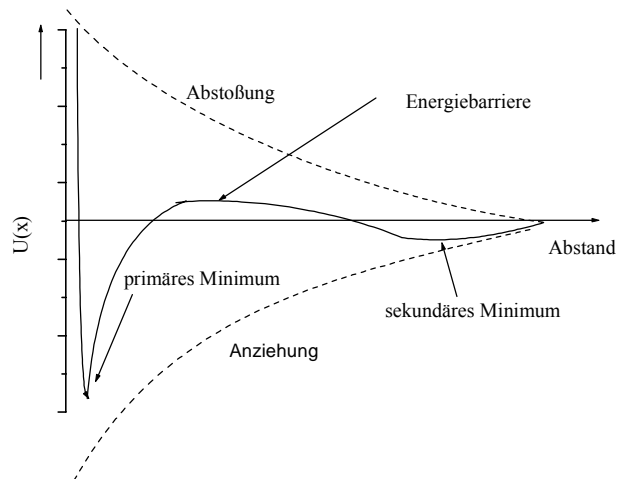 Abstoßung
Energiebarriere
U(x)
Abstand
primäres Minimum
sekundäres Minimum
Anziehung